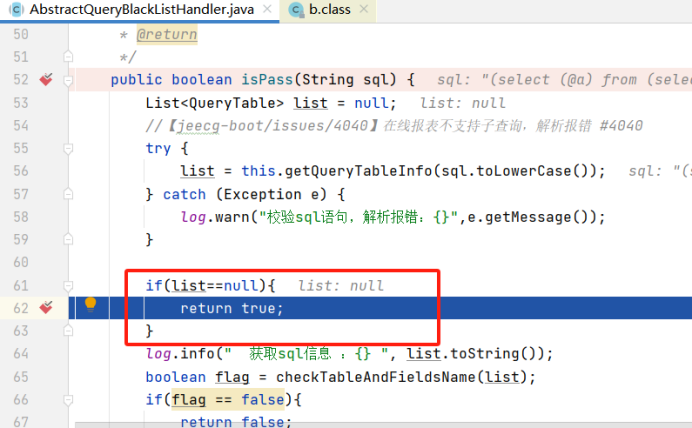 AbstractQueryBlackListHandler.java × b.class ×
50 * @return
51 */
52 public boolean isPass(String sql) { sql: "(select (@a) from (selec
53 List<QueryTable> list = null; list: null
54 //【jeecg-boot/issues/4040】在线报表不支持子查询，解析报错 #4040
55 try {
56 list = this.getQueryTableInfo(sql.toLowerCase()); sql: "(s
57 } catch (Exception e) {
58 log.warn("校验sql语句，解析报错：{}",e.getMessage());
59 }
60
61 if(list==null){ list: null
62 return true;
63 }
64 log.info(" 获取sql信息 ：{} ", list.toString());
65 boolean flag = checkTableAndFieldsName(list);
66 if(flag == false){
67 return false;